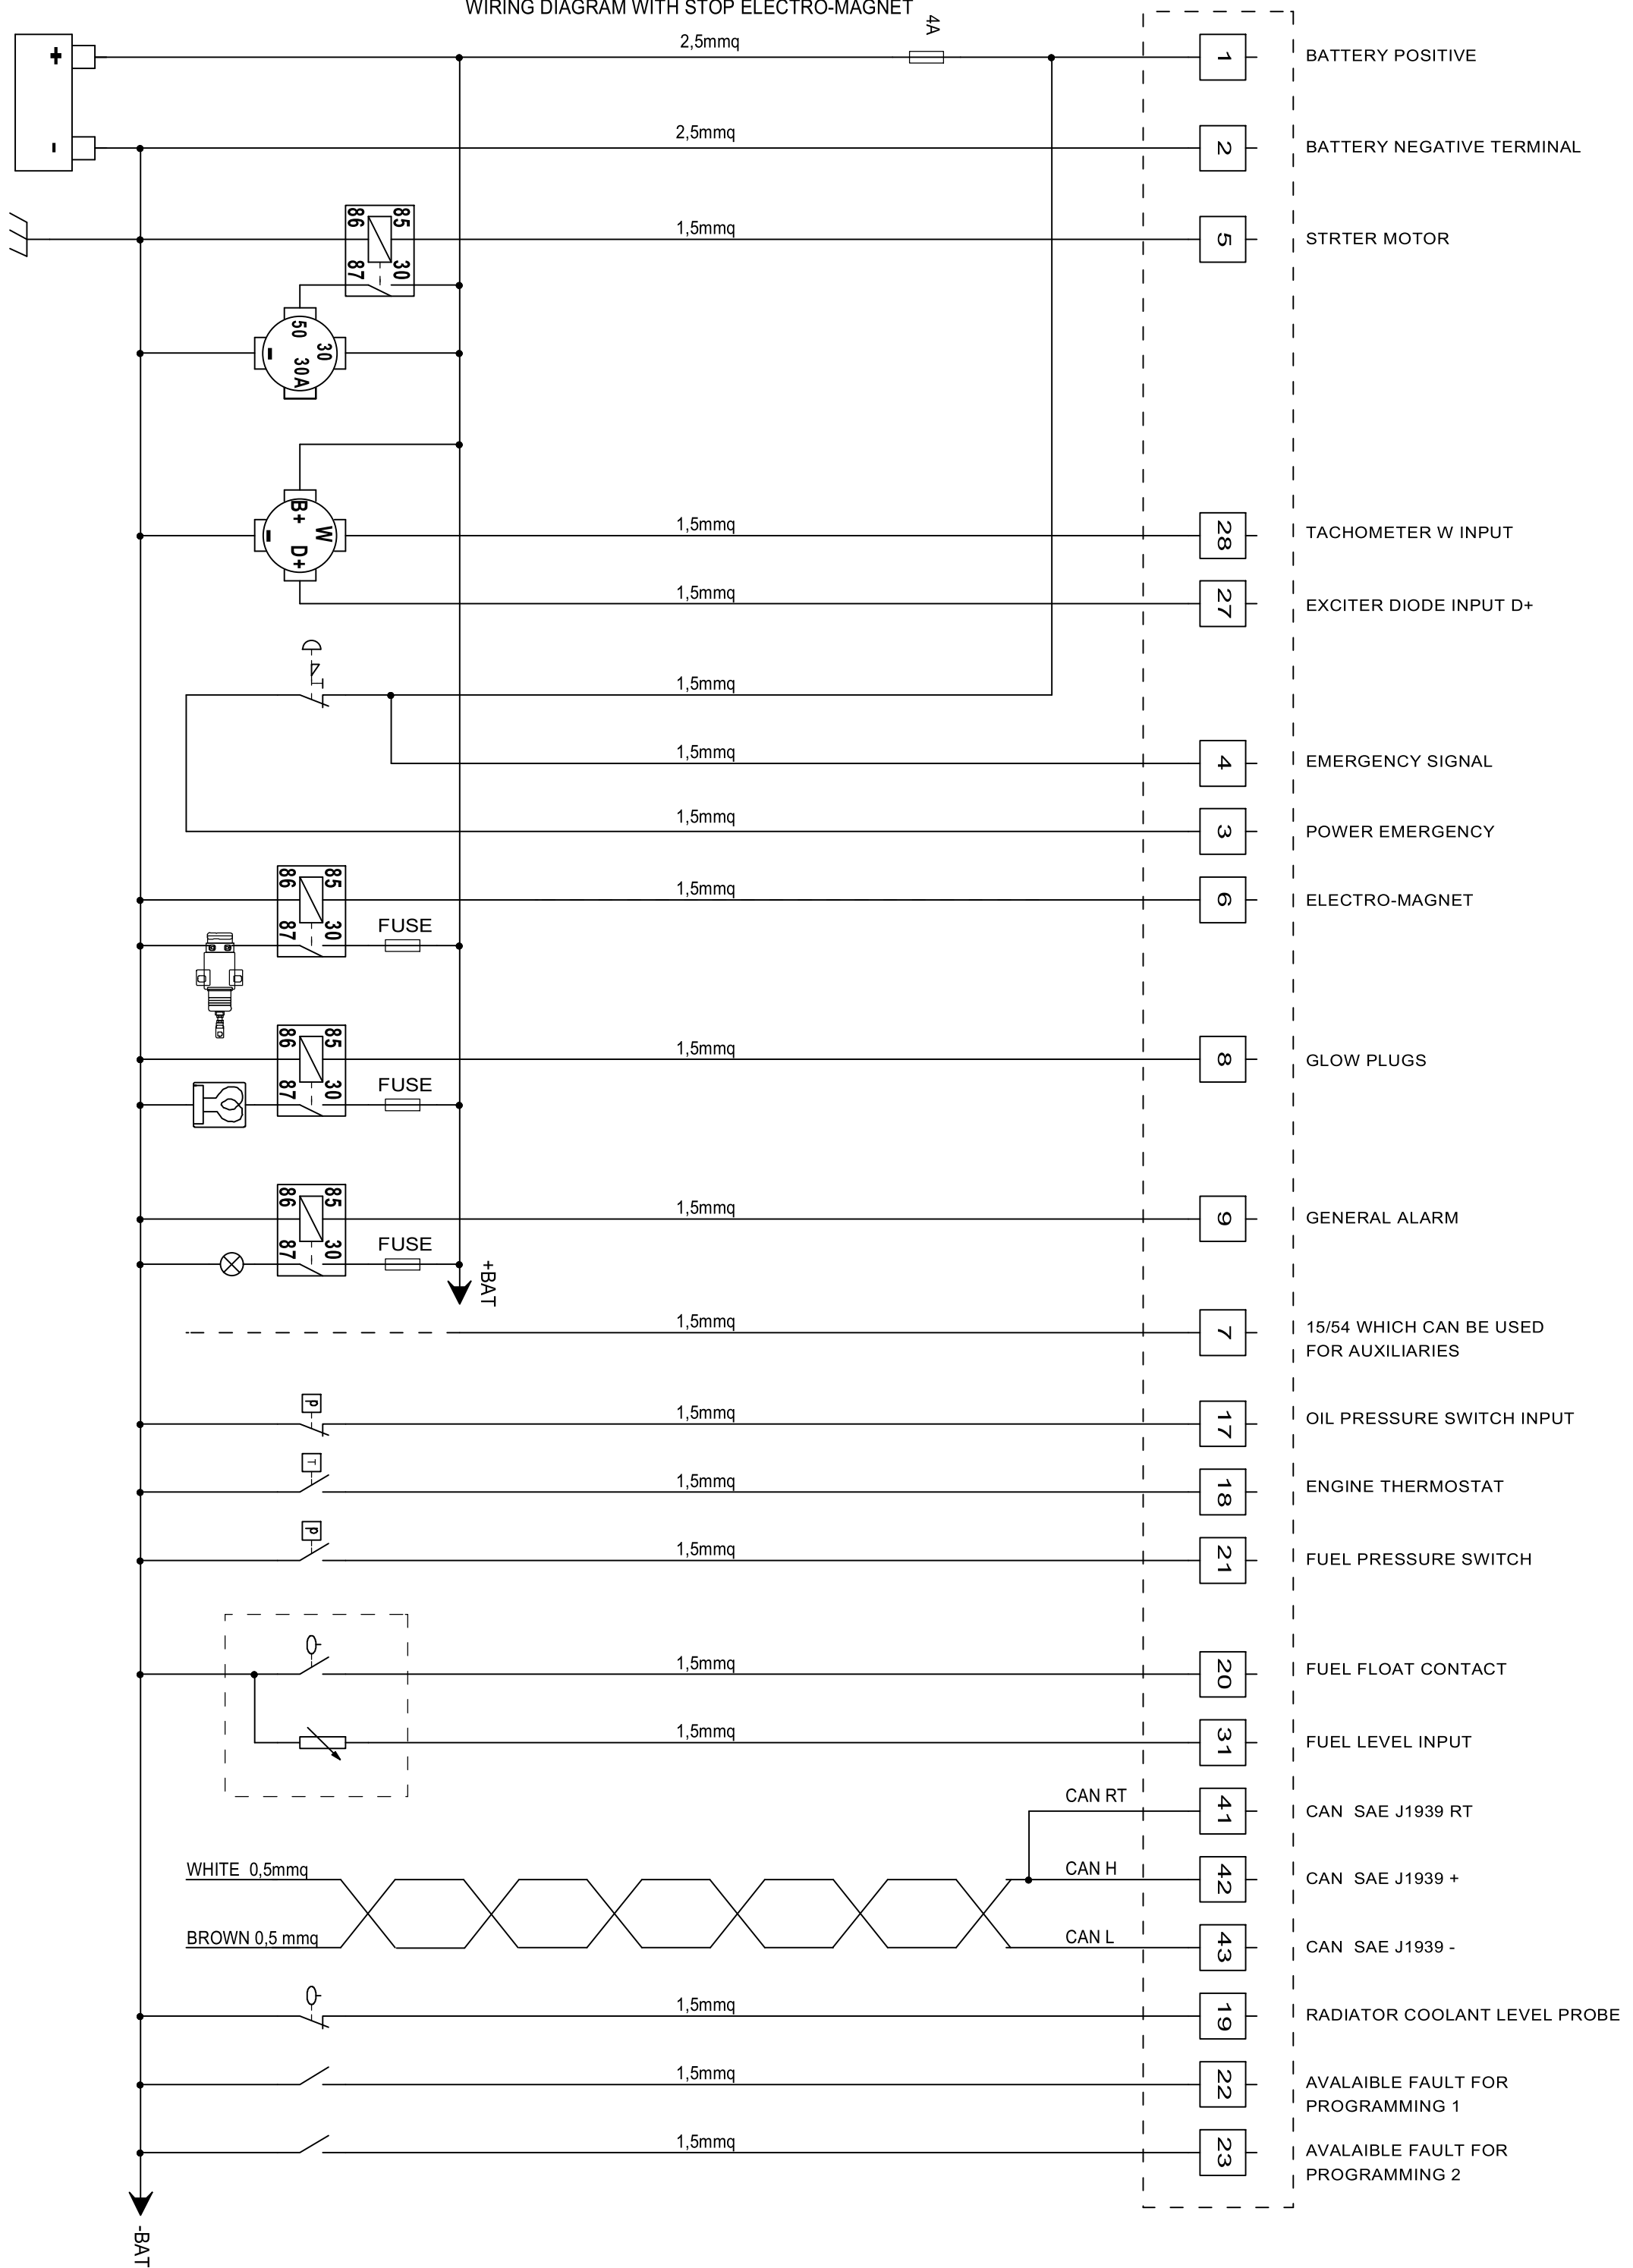 WIRING DIAGRAM WITH STOP ELECTRO-MAGNET
4A
+
2,5mmq
1
BATTERY POSITIVE
-
2,5mmq
2
BATTERY NEGATIVE TERMINAL
86
85
87
30
1,5mmq
5
STRTER MOTOR
50
30
30A
-
B+
W
D+
-
1,5mmq
28
TACHOMETER W INPUT
1,5mmq
27
EXCITER DIODE INPUT D+
1,5mmq
1,5mmq
4
EMERGENCY SIGNAL
1,5mmq
3
POWER EMERGENCY
86
85
87
30
1,5mmq
6
ELECTRO-MAGNET
FUSE
86
85
87
30
1,5mmq
8
GLOW PLUGS
FUSE
86
85
87
30
1,5mmq
9
GENERAL ALARM
FUSE
+BAT
1,5mmq
7
15/54 WHICH CAN BE USED
FOR AUXILIARIES
P
1,5mmq
17
OIL PRESSURE SWITCH INPUT
T
1,5mmq
18
ENGINE THERMOSTAT
P
1,5mmq
21
FUEL PRESSURE SWITCH
1,5mmq
20
FUEL FLOAT CONTACT
1,5mmq
31
FUEL LEVEL INPUT
CAN RT
41
CAN  SAE J1939 RT
WHITE  0,5mmq
CAN H
42
CAN  SAE J1939 +
BROWN 0,5 mmq
CAN L
43
CAN  SAE J1939 -
1,5mmq
19
RADIATOR COOLANT LEVEL PROBE
1,5mmq
22
AVALAIBLE FAULT FOR
PROGRAMMING 1
1,5mmq
23
AVALAIBLE FAULT FOR
PROGRAMMING 2
-BAT